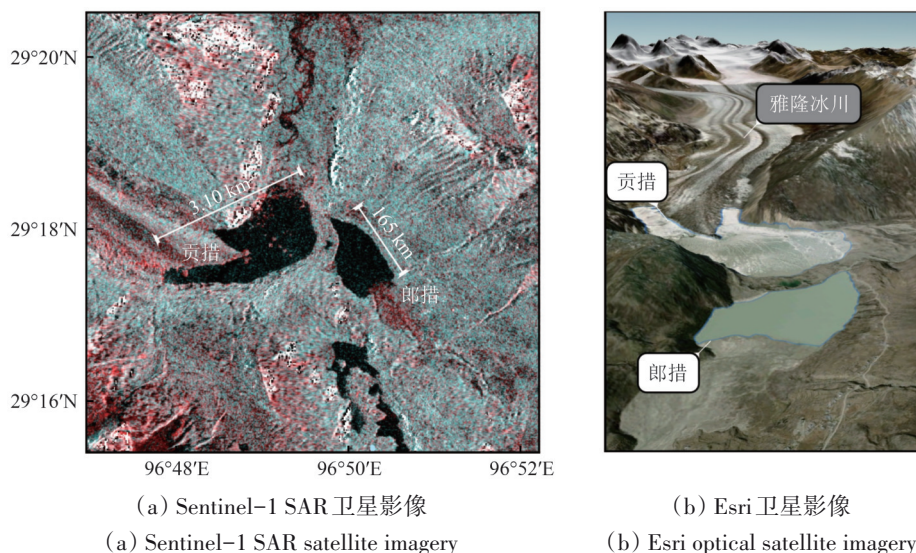 29°20′N
29°18′N
29°16′N
96°48′E
96°50′E
96°52′E
3.10 km
1.65 km
贡措
郎措
雅隆冰川
贡措
郎措
(a) Sentinel-1 SAR卫星影像
(a) Sentinel-1 SAR satellite imagery
(b) Esri卫星影像
(b) Esri optical satellite imagery